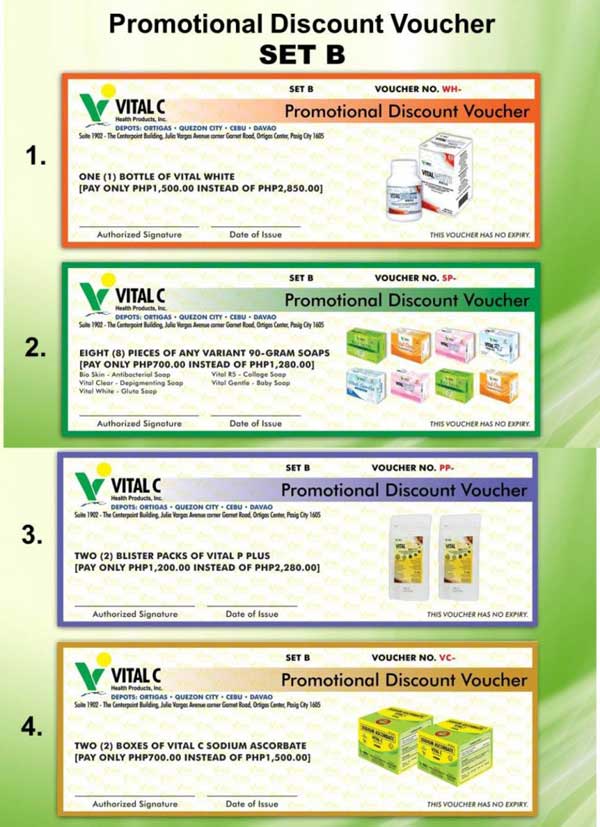 Promotional Discount Voucher
SET B
1.
SET B VOUCHER NO. WH-
VITAL C
Health Products, Inc.
Promotional Discount Voucher
DEPOTS: ORTIGAS • QUEZON CITY • CEBU • DAVAO
Suite 1902 - The Centerpoint Building, Julia Vargas Avenue corner Garnet Road, Ortigas Center, Pasig City 1605
ONE (1) BOTTLE OF VITAL WHITE
[PAY ONLY PHP1,500.00 INSTEAD OF PHP2,850.00]
Authorized Signature Date of Issue THIS VOUCHER HAS NO EXPIRY.
2.
SET B VOUCHER NO. SP-
VITAL C
Health Products, Inc.
Promotional Discount Voucher
DEPOTS: ORTIGAS • QUEZON CITY • CEBU • DAVAO
Suite 1902 - The Centerpoint Building, Julia Vargas Avenue corner Garnet Road, Ortigas Center, Pasig City 1605
EIGHT (8) PIECES OF ANY VARIANT 90-GRAM SOAPS
[PAY ONLY PHP700.00 INSTEAD OF PHP1,280.00]
Bio Skin - Antibacterial Soap Vital RS - Collage Soap
Vital Clear - Depigmenting Soap Vital Gentle - Baby Soap
Vital White - Gluta Soap
Authorized Signature Date of Issue THIS VOUCHER HAS NO EXPIRY.
3.
SET B VOUCHER NO. PP-
VITAL C
Health Products, Inc.
Promotional Discount Voucher
DEPOTS: ORTIGAS • QUEZON CITY • CEBU • DAVAO
Suite 1902 - The Centerpoint Building, Julia Vargas Avenue corner Garnet Road, Ortigas Center, Pasig City 1605
TWO (2) BLISTER PACKS OF VITAL P PLUS
[PAY ONLY PHP1,200.00 INSTEAD OF PHP2,280.00]
VITAL
VITAL
Authorized Signature Date of Issue THIS VOUCHER HAS NO EXPIRY.
4.
SET B VOUCHER NO. VC-
VITAL C
Health Products, Inc.
Promotional Discount Voucher
DEPOTS: ORTIGAS • QUEZON CITY • CEBU • DAVAO
Suite 1902 - The Centerpoint Building, Julia Vargas Avenue corner Garnet Road, Ortigas Center, Pasig City 1605
TWO (2) BOXES OF VITAL C SODIUM ASCORBATE
[PAY ONLY PHP700.00 INSTEAD OF PHP1,500.00]
SODIUM ASCORBATE
VITAL C
SODIUM ASCORBATE
VITAL C
Authorized Signature Date of Issue THIS VOUCHER HAS NO EXPIRY.